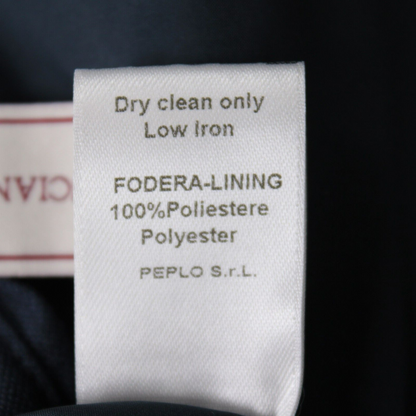 Dry clean only
Low Iron
FODERA-LINING
100%Poliestere
Polyester
PEPLO S.r.L.